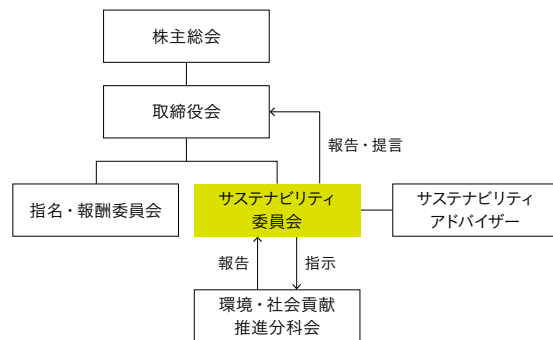 株主総会
取締役会
報告・提言
指名・報酬委員会
サステナビリティ
委員会
サステナビリティ
アドバイザー
報告
指示
環境・社会貢献
推進分科会